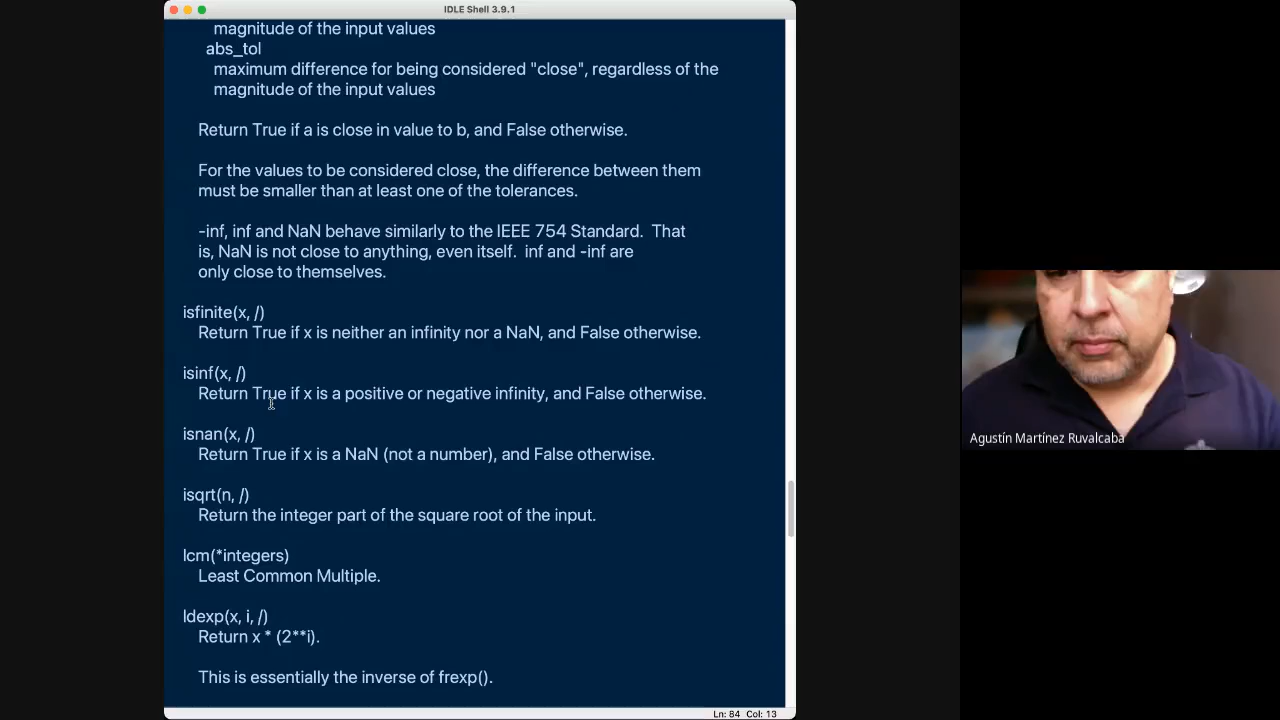 IDLE Shell 3.9.1
magnitude of the input values
abs_tol
maximum difference for being considered "close", regardless of the
magnitude of the input values
Return True if a is close in value to b, and False otherwise.
For the values to be considered close, the difference between them
must be smaller than at least one of the tolerances.
-inf, inf and NaN behave similarly to the IEEE 754 Standard.  That
is, NaN is not close to anything, even itself.  inf and -inf are
only close to themselves.
isfinite(x, /)
Return True if x is neither an infinity nor a NaN, and False otherwise.
isinf(x, /)
Return True if x is a positive or negative infinity, and False otherwise.
isnan(x, /)
Return True if x is a NaN (not a number), and False otherwise.
isqrt(n, /)
Return the integer part of the square root of the input.
lcm(*integers)
Least Common Multiple.
ldexp(x, i, /)
Return x * (2**i).
This is essentially the inverse of frexp().
Ln: 84  Col: 13
Agustín Martínez Ruvalcaba